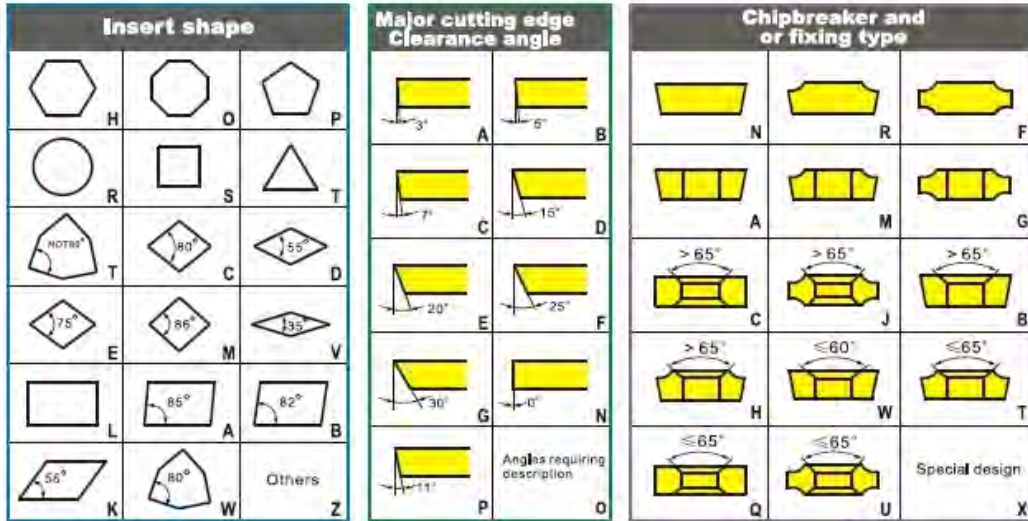 Insert shape
H
O
P
R
S
T
MOT80°
T
80°
C
55°
D
75°
E
86°
M
35°
V
L
85°
A
82°
B
55°
K
80°
W
Others
Z
Major cutting edge
Clearance angle
3°
A
5°
B
7°
C
15°
D
20°
E
25°
F
30°
G
0°
N
11°
P
Angles requiring
description
O
Chipbreaker and
or fixing type
N
R
F
A
M
G
> 65°
C
> 65°
J
> 65°
B
> 65°
H
≤60°
W
≤65°
T
≤65°
Q
≤65°
U
Special design
X